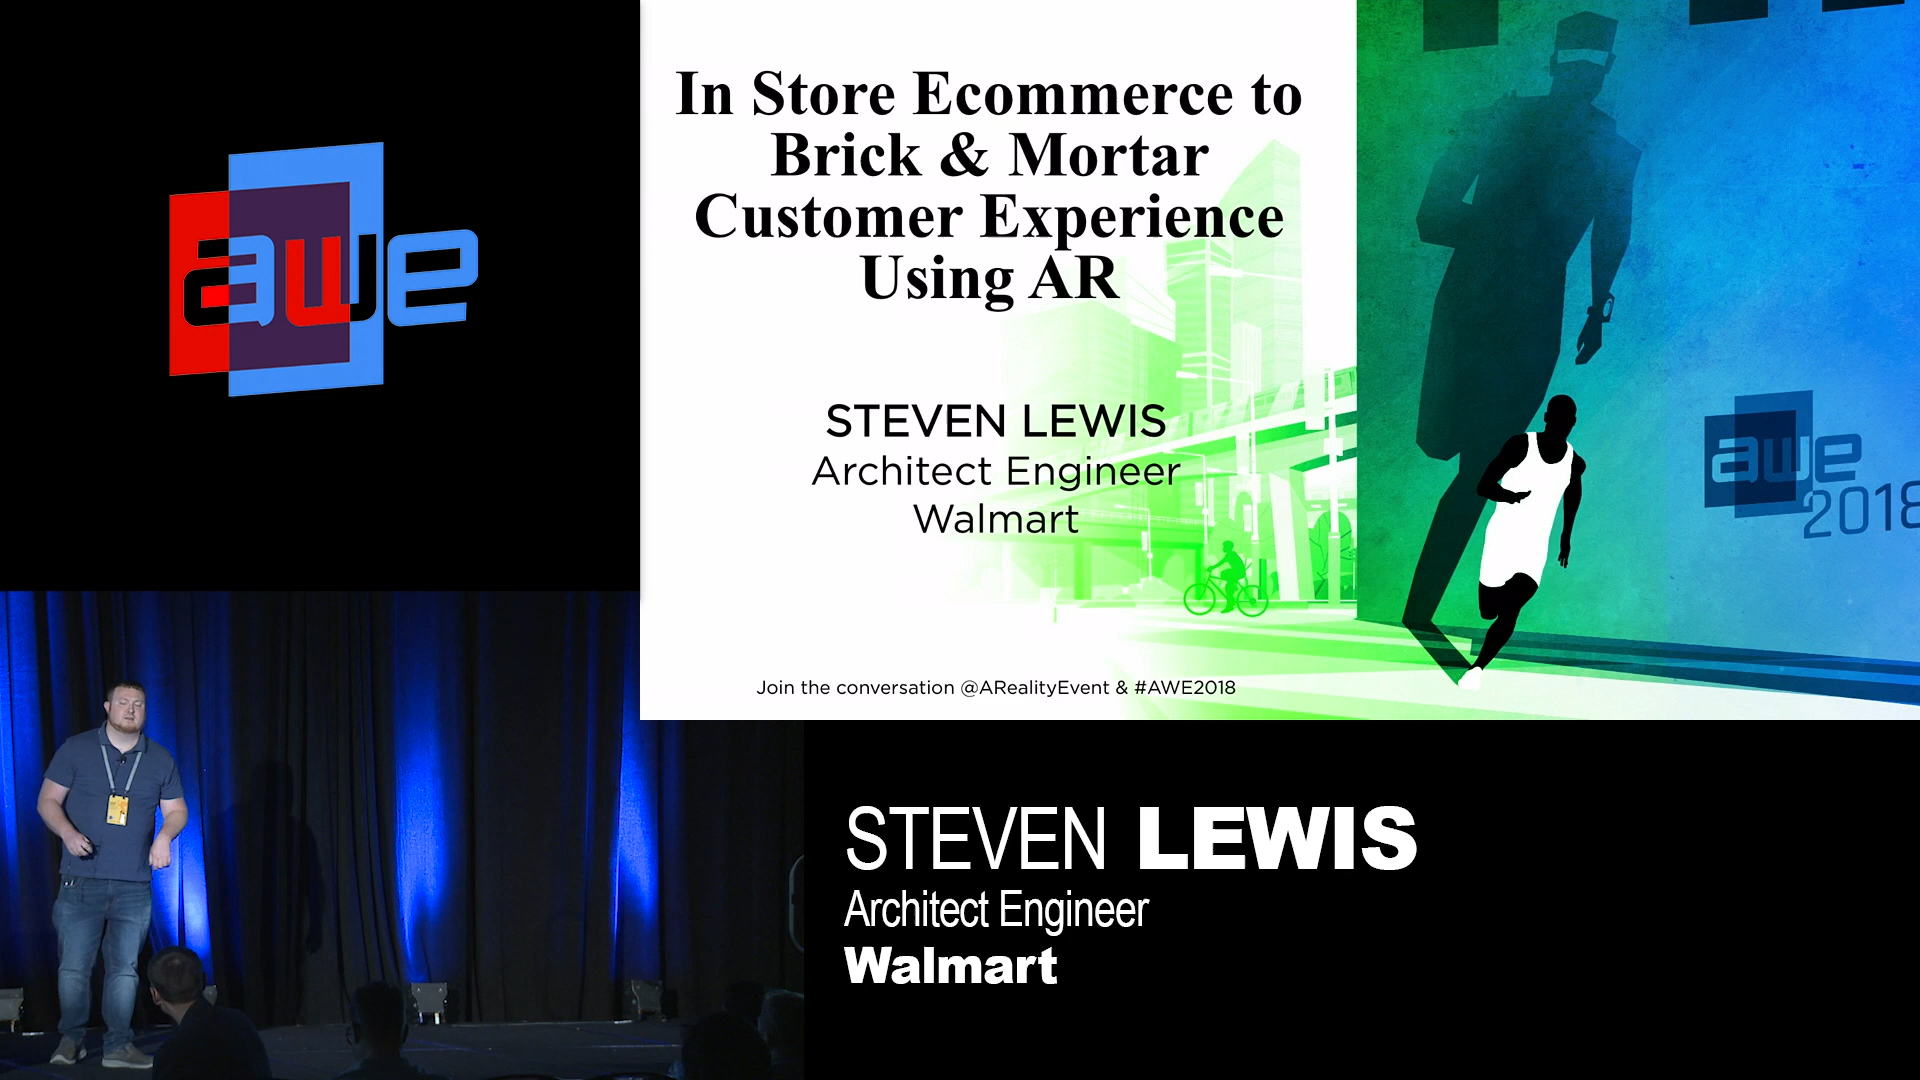 awe
In Store Ecommerce to
Brick & Mortar
Customer Experience
Using AR
STEVEN LEWIS
Architect Engineer
Walmart
Join the conversation @ARealityEvent & #AWE2018
awe
2018
STEVEN LEWIS
Architect Engineer
Walmart